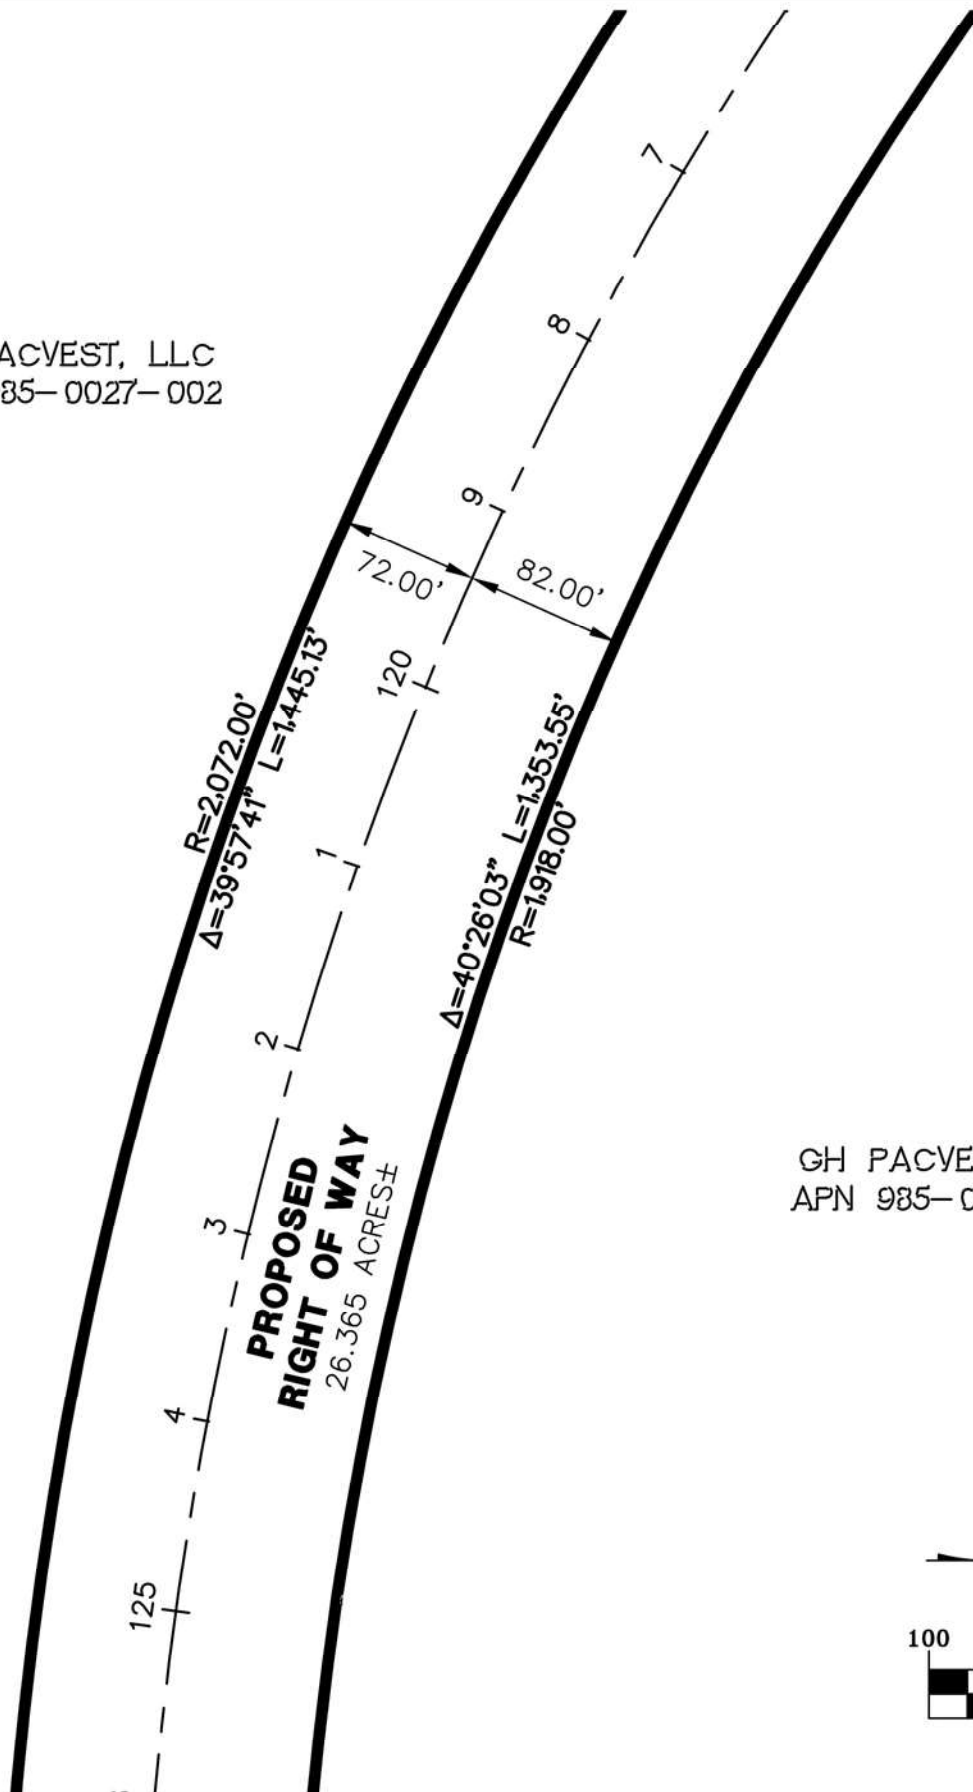 7
8
ACVEST, LLC
85-0027-002
9
72.00'
82.00'
120
R=2,072.00'
Δ=39°57'41" L=1,445.13'
Δ=40°26'03" L=1,353.55'
R=1,918.00'
1
2
PROPOSED
RIGHT OF WAY
26.365 ACRES±
3
GH PACVE
APN 985-0
4
125
100